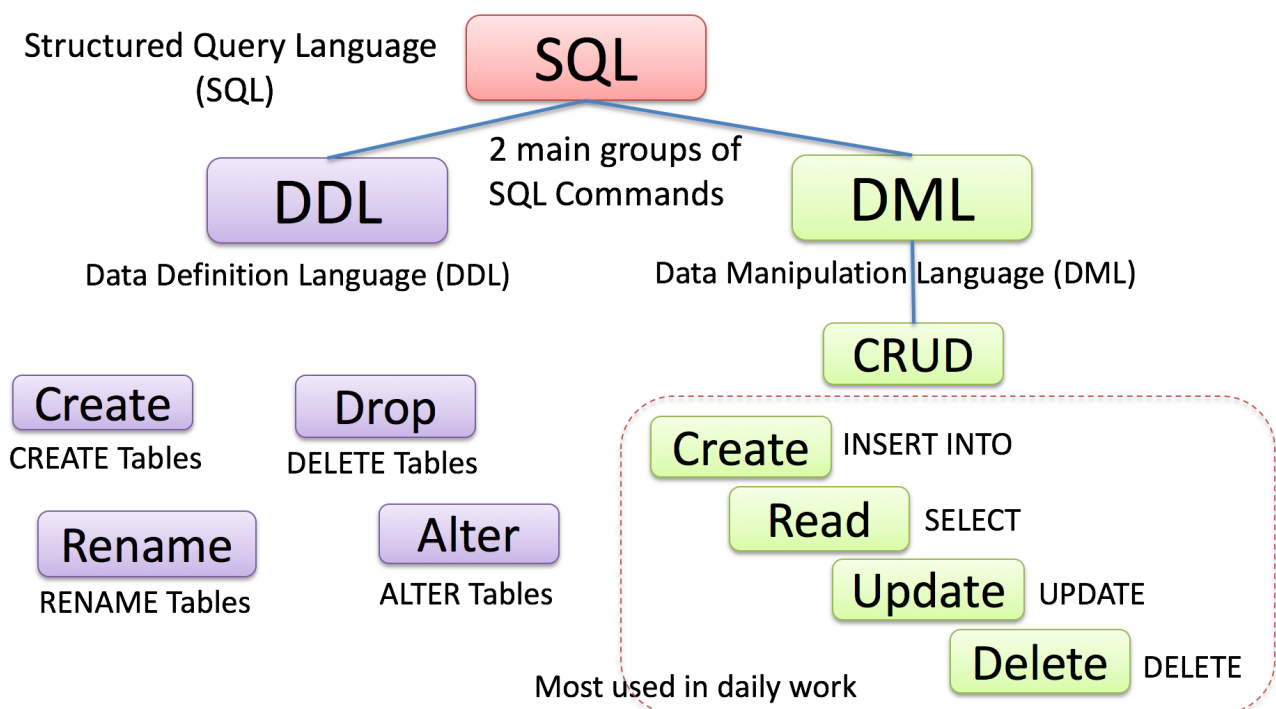 Structured Query Language
(SQL)
SQL
2 main groups of
SQL Commands
DDL
Data Definition Language (DDL)
DML
Data Manipulation Language (DML)
Create
CREATE Tables
Drop
DELETE Tables
Rename
RENAME Tables
Alter
ALTER Tables
CRUD
Create INSERT INTO
Read SELECT
Update UPDATE
Delete DELETE
Most used in daily work